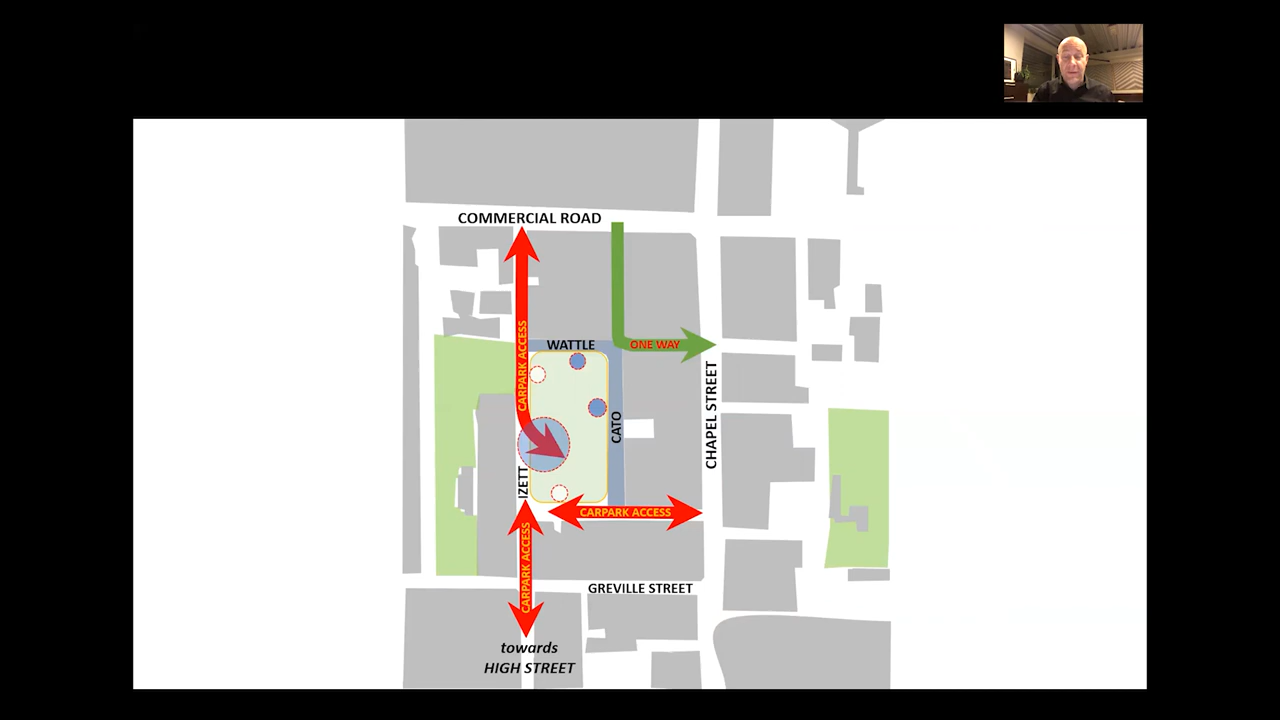 COMMERCIAL ROAD
CARPARK ACCESS
WATTLE
ONE WAY
CHAPEL STREET
CATO
IZETT
CARPARK ACCESS
CARPARK ACCESS
GREVILLE STREET
towards
HIGH STREET